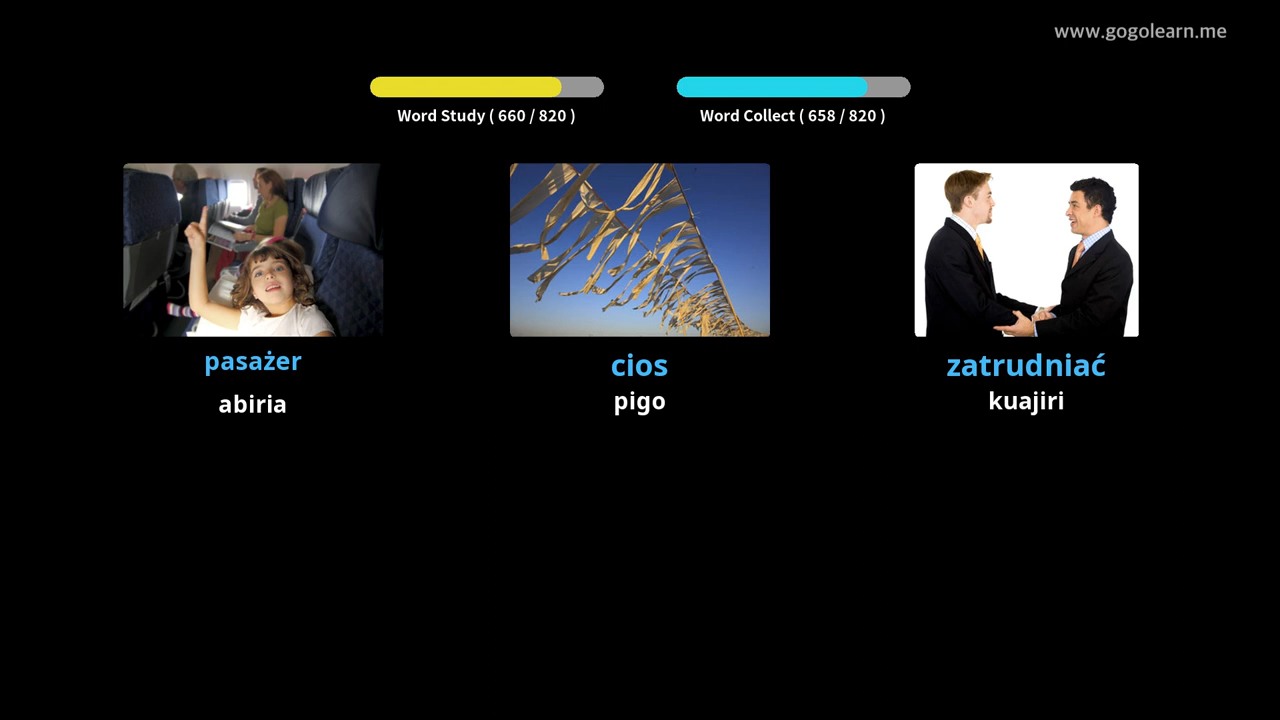 www.gogolearn.me
Word Study ( 660 / 820 )
Word Collect ( 658 / 820 )
pasażer
abiria
cios
pigo
zatrudniać
kuajiri